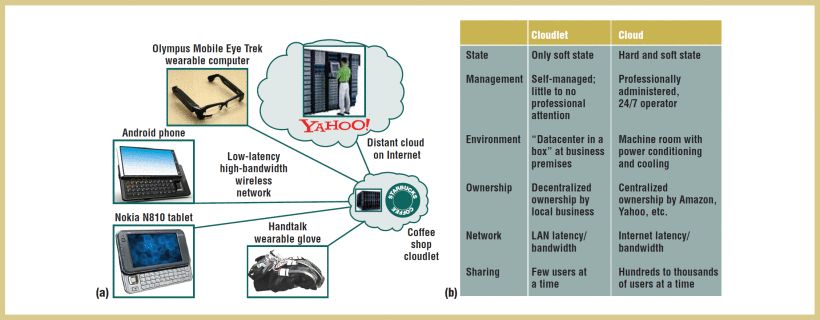 (a)
Olympus Mobile Eye Trek
wearable computer
YAHOO!
Distant cloud
on Internet
Android phone
Low-latency
high-bandwidth
wireless
network
STARBUCKS
COFFEE
Coffee
shop
cloudlet
Nokia N810 tablet
Handtalk
wearable glove
(b)
Cloudlet
Cloud
State
Only soft state
Hard and soft state
Management
Self-managed;
little to no
professional
attention
Professionally
administered,
24/7 operator
Environment
“Datacenter in a
box” at business
premises
Machine room with
power conditioning
and cooling
Ownership
Decentralized
ownership by
local business
Centralized
ownership by Amazon,
Yahoo, etc.
Network
LAN latency/
bandwidth
Internet latency/
bandwidth
Sharing
Few users at
a time
Hundreds to thousands
of users at a time